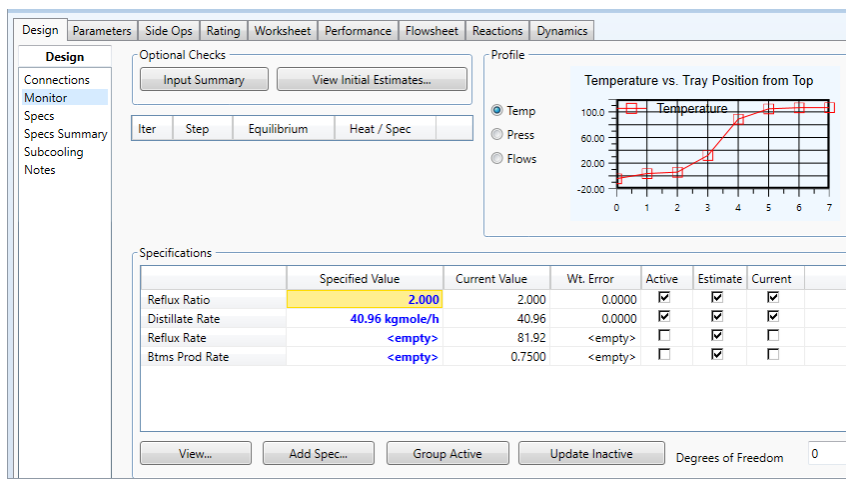 Design Parameters Side Ops Rating Worksheet Performance Flowsheet Reactions Dynamics
Design
Connections
Monitor
Specs
Specs Summary
Subcooling
Notes
Optional Checks
Input Summary View Initial Estimates...
Iter Step Equilibrium Heat / Spec
Profile
Temp
Press
Flows
Temperature vs. Tray Position from Top
Temperature
100.0
60.00
20.00
-20.00
0 1 2 3 4 5 6 7
Specifications
Specified Value Current Value Wt. Error Active Estimate Current
Reflux Ratio 2.000 2.000 0.0000
Distillate Rate 40.96 kgmole/h 40.96 0.0000
Reflux Rate <empty> 81.92 <empty>
Btms Prod Rate <empty> 0.7500 <empty>
View... Add Spec... Group Active Update Inactive Degrees of Freedom 0